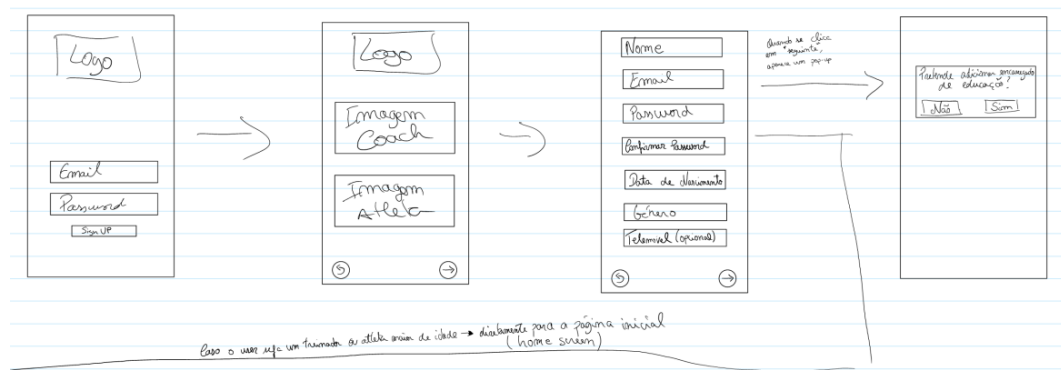 Logo
Email
Password
Sign UP
Logo
Imagem
Coach
Imagem
Atleta
Nome
Email
Password
Confirmar Password
Data de Nascimento
Género
Telemóvel (opcional)
Quando se clica
em "seguinte",
aparece um pop-up
Pretende adicionar encarregado
de educação?
Não
Sim
Caso o user seja um treinador ou atleta maior de idade → diretamente para a página inicial
(home screen)